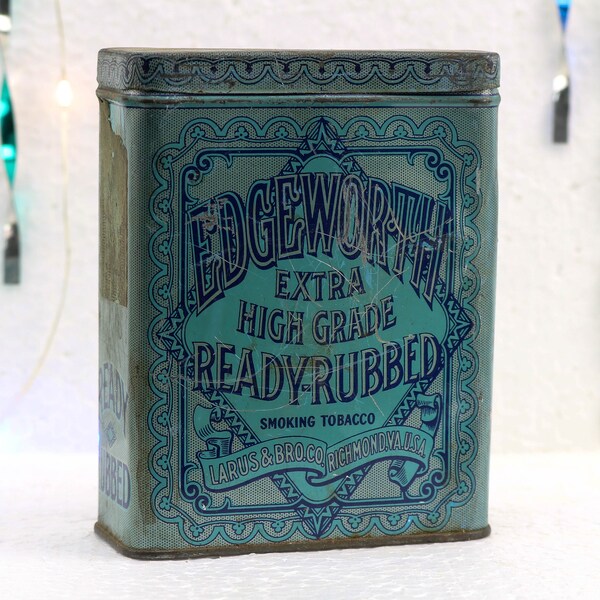 EDGEWORTH
EXTRA
HIGH GRADE
READY-RUBBED
SMOKING TOBACCO
LARUS & BRO.CO. RICHMOND,VA.U.S.A.
READY
RUBBED